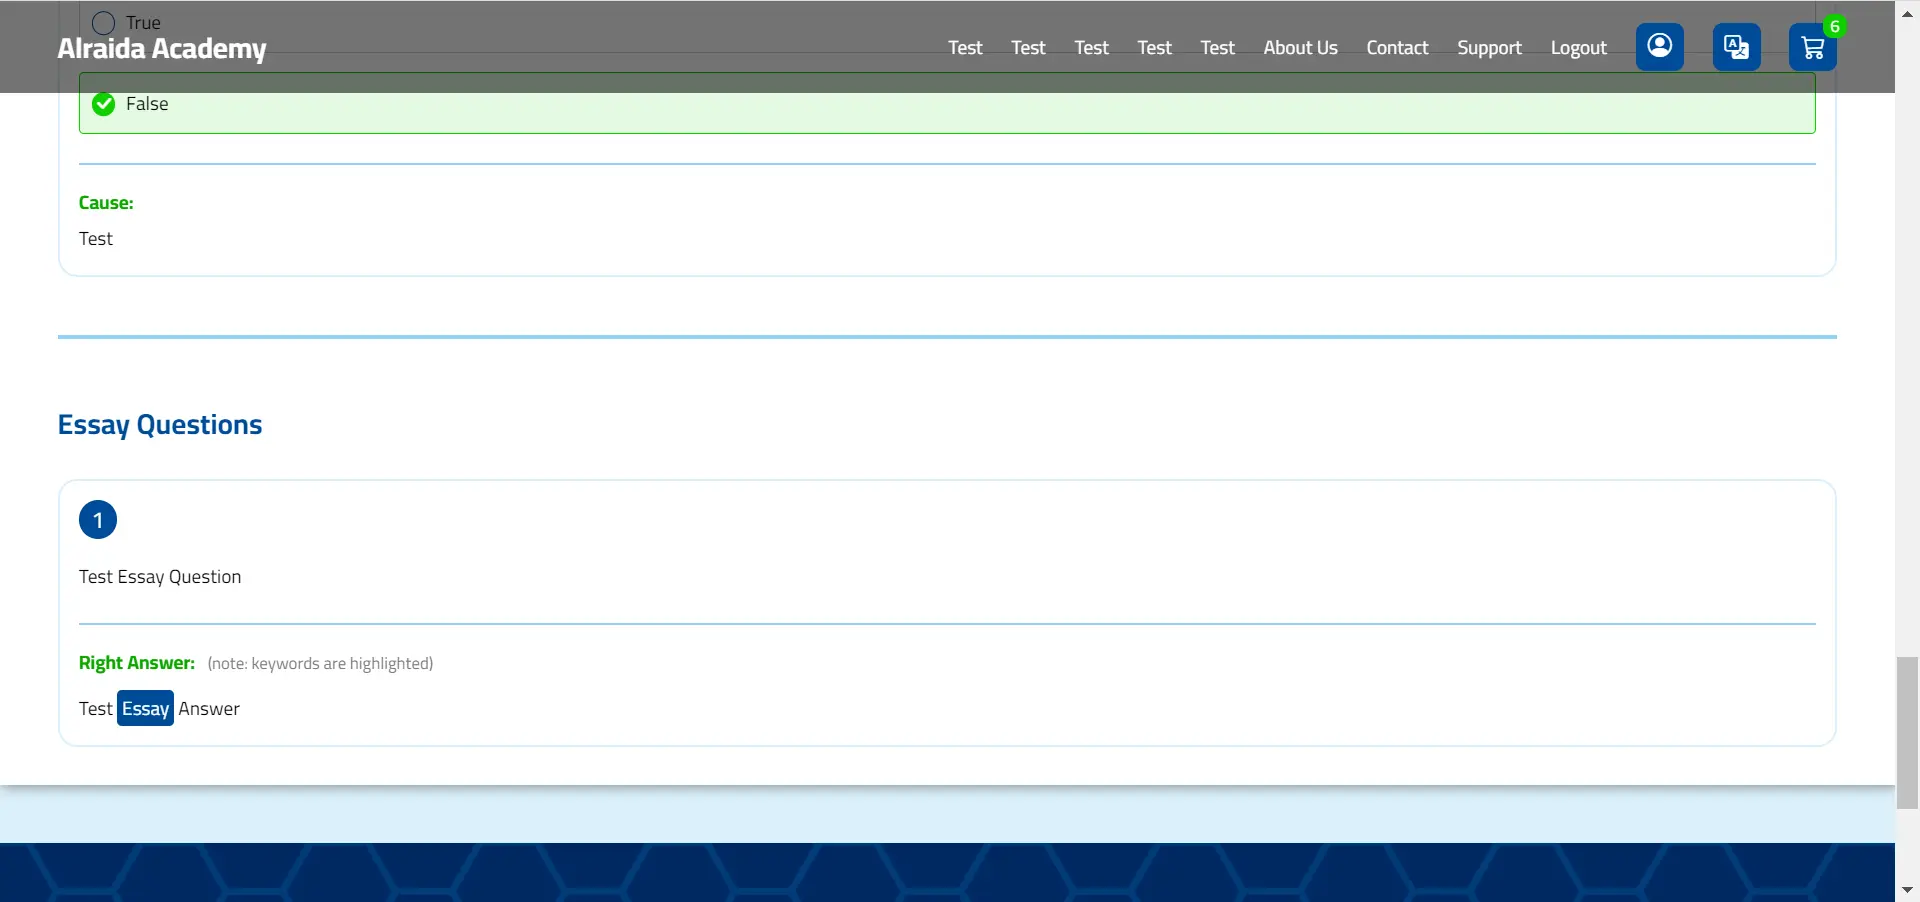 True
Alraida Academy
Test Test Test Test Test About Us Contact Support Logout
6
False
Cause:
Test
Essay Questions
1
Test Essay Question
Right Answer: (note: keywords are highlighted)
Test Essay Answer